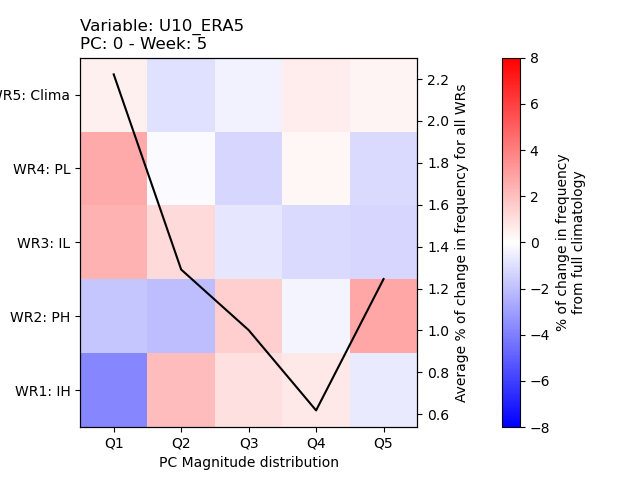 Variable: U10_ERA5
PC: 0 - Week: 5
WR5: Clima
WR4: PL
WR3: IL
WR2: PH
WR1: IH
Q1 Q2 Q3 Q4 Q5
PC Magnitude distribution
2.2
2.0
1.8
1.6
1.4
1.2
1.0
0.8
0.6
Average % of change in frequency for all WRs
8
6
4
2
0
−2
−4
−6
−8
% of change in frequency
from full climatology